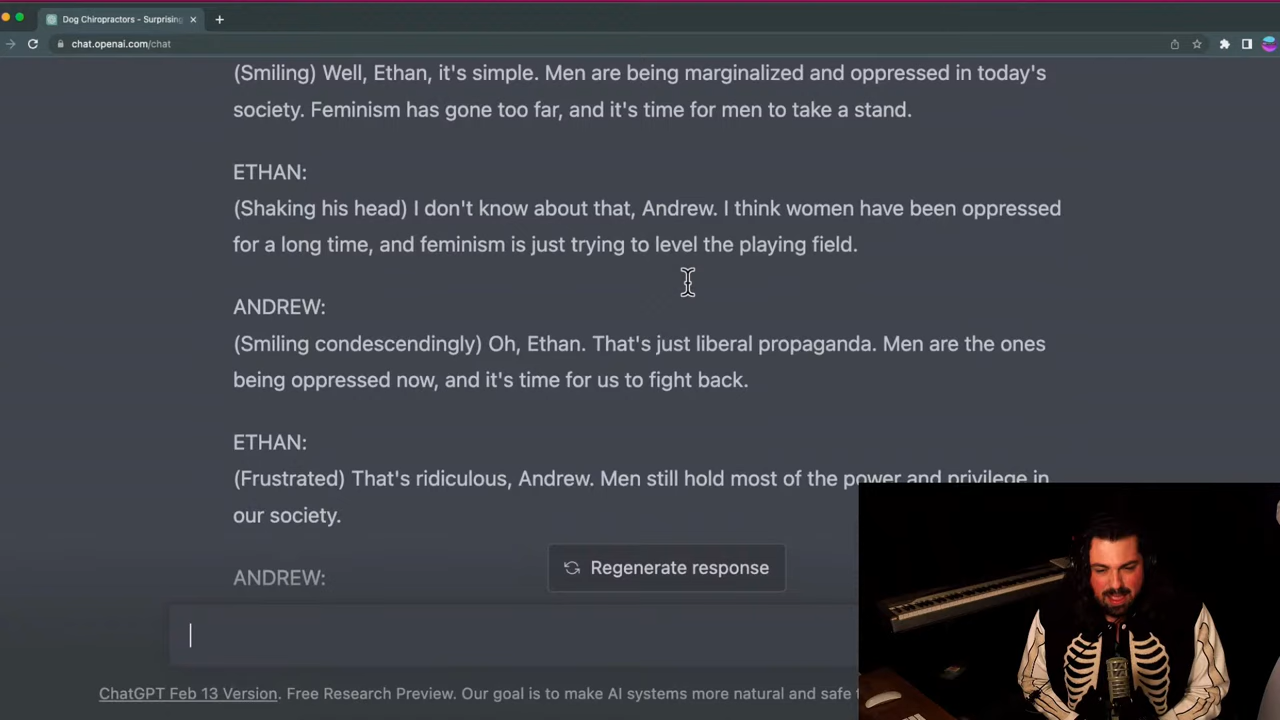 Dog Chiropractors - Surprising
chat.openai.com/chat
(Smiling) Well, Ethan, it's simple. Men are being marginalized and oppressed in today's
society. Feminism has gone too far, and it's time for men to take a stand.
ETHAN:
(Shaking his head) I don't know about that, Andrew. I think women have been oppressed
for a long time, and feminism is just trying to level the playing field.
ANDREW:
(Smiling condescendingly) Oh, Ethan. That's just liberal propaganda. Men are the ones
being oppressed now, and it's time for us to fight back.
ETHAN:
(Frustrated) That's ridiculous, Andrew. Men still hold most of the power and privilege in
our society.
Regenerate response
ANDREW:
ChatGPT Feb 13 Version. Free Research Preview. Our goal is to make AI systems more natural and safe